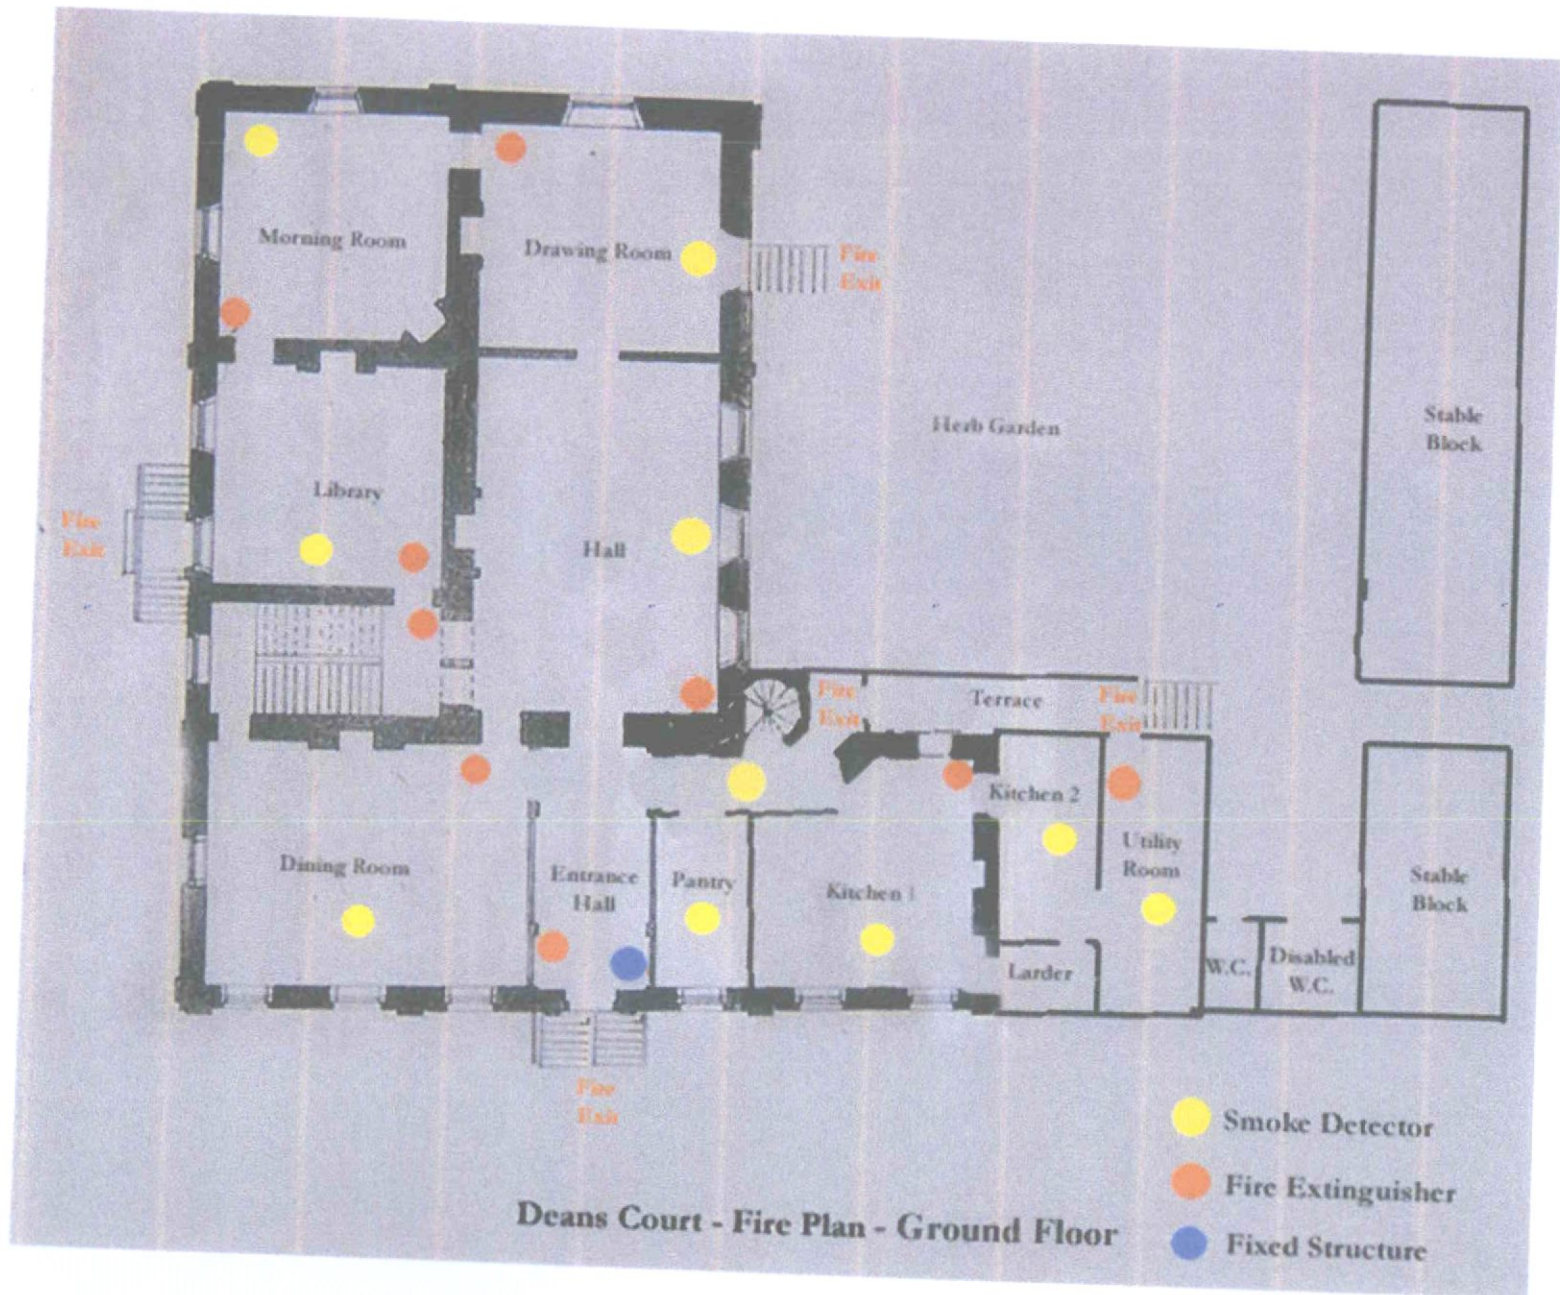 Morning Room
Drawing Room
Fire
Exit
Herb Garden
Stable
Block
Library
Fire
Exit
Hall
Fire
Exit
Terrace
Fire
Exit
Kitchen 2
Dining Room
Entrance
Hall
Pantry
Kitchen 1
Utility
Room
Stable
Block
Larder
W.C.
Disabled
W.C.
Fire
Exit
Smoke Detector
Fire Extinguisher
Fixed Structure
Deans Court - Fire Plan - Ground Floor